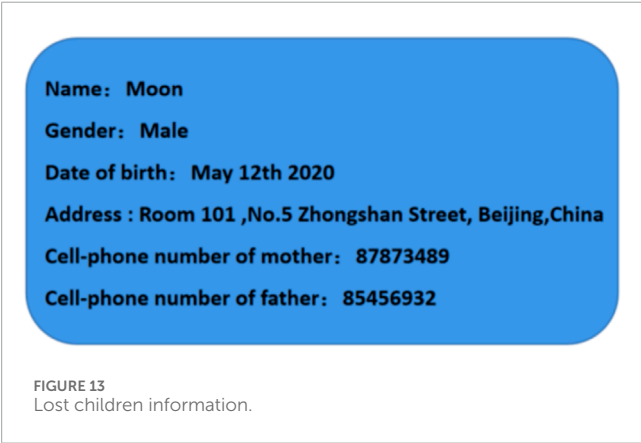 Name： Moon
Gender： Male
Date of birth： May 12th 2020
Address : Room 101 ,No.5 Zhongshan Street, Beijing,China
Cell-phone number of mother： 87873489
Cell-phone number of father： 85456932
FIGURE 13
Lost children information.